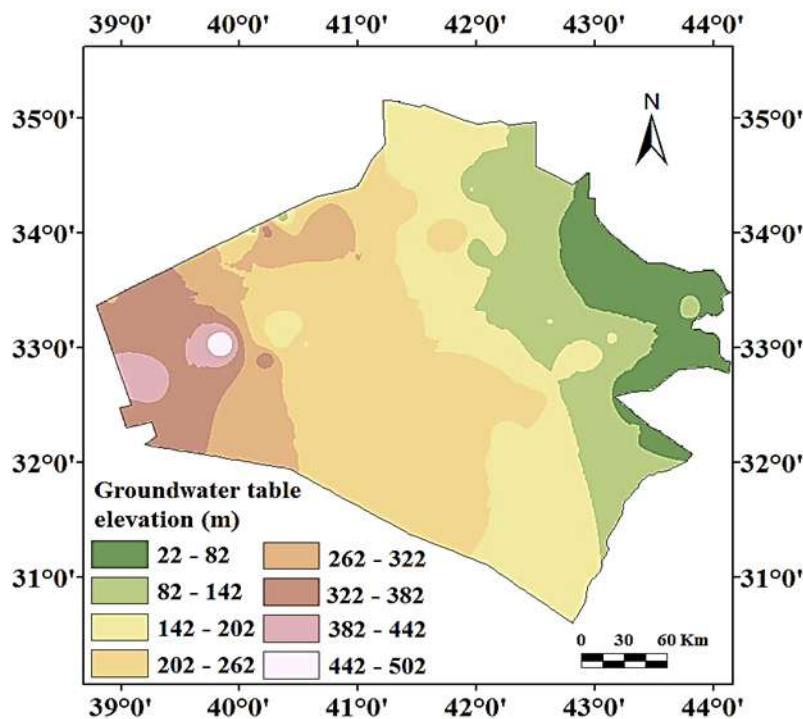 39°0' 40°0' 41°0' 42°0' 43°0' 44°0'
N
35°0' 35°0'
34°0' 34°0'
33°0' 33°0'
32°0' 32°0'
31°0' 31°0'
Groundwater table
elevation (m)
22 - 82 262 - 322
82 - 142 322 - 382
142 - 202 382 - 442
202 - 262 442 - 502
0 30 60 Km
39°0' 40°0' 41°0' 42°0' 43°0' 44°0'